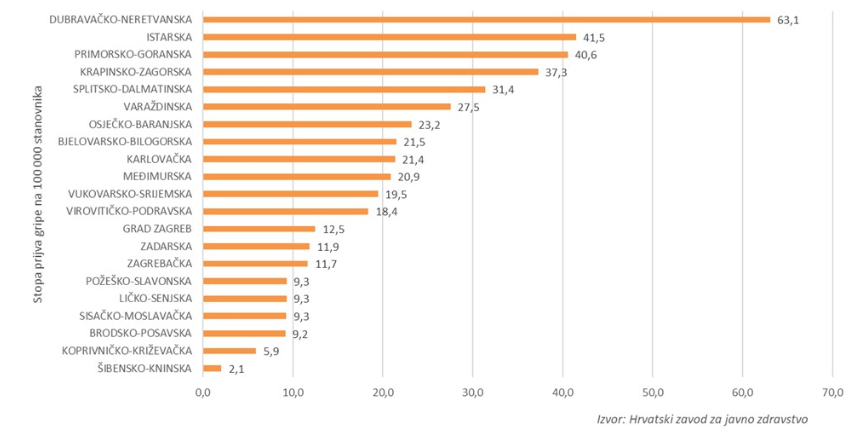 Stopa prijva gripe na 100 000 stanovnika
DUBRAVAČKO-NERETVANSKA 63,1
ISTARSKA 41,5
PRIMORSKO-GORANSKA 40,6
KRAPINSKO-ZAGORSKA 37,3
SPLITSKO-DALMATINSKA 31,4
VARAŽDINSKA 27,5
OSJEČKO-BARANJSKA 23,2
BJELOVARSKO-BILOGORSKA 21,5
KARLOVAČKA 21,4
MEĐIMURSKA 20,9
VUKOVARSKO-SRIJEMSKA 19,5
VIROVITIČKO-PODRAVSKA 18,4
GRAD ZAGREB 12,5
ZADARSKA 11,9
ZAGREBAČKA 11,7
POŽEŠKO-SLAVONSKA 9,3
LIČKO-SENJSKA 9,3
SISAČKO-MOSLAVAČKA 9,3
BRODSKO-POSAVSKA 9,2
KOPRIVNIČKO-KRIŽEVAČKA 5,9
ŠIBENSKO-KNINSKA 2,1
0,0 10,0 20,0 30,0 40,0 50,0 60,0 70,0
Izvor: Hrvatski zavod za javno zdravstvo